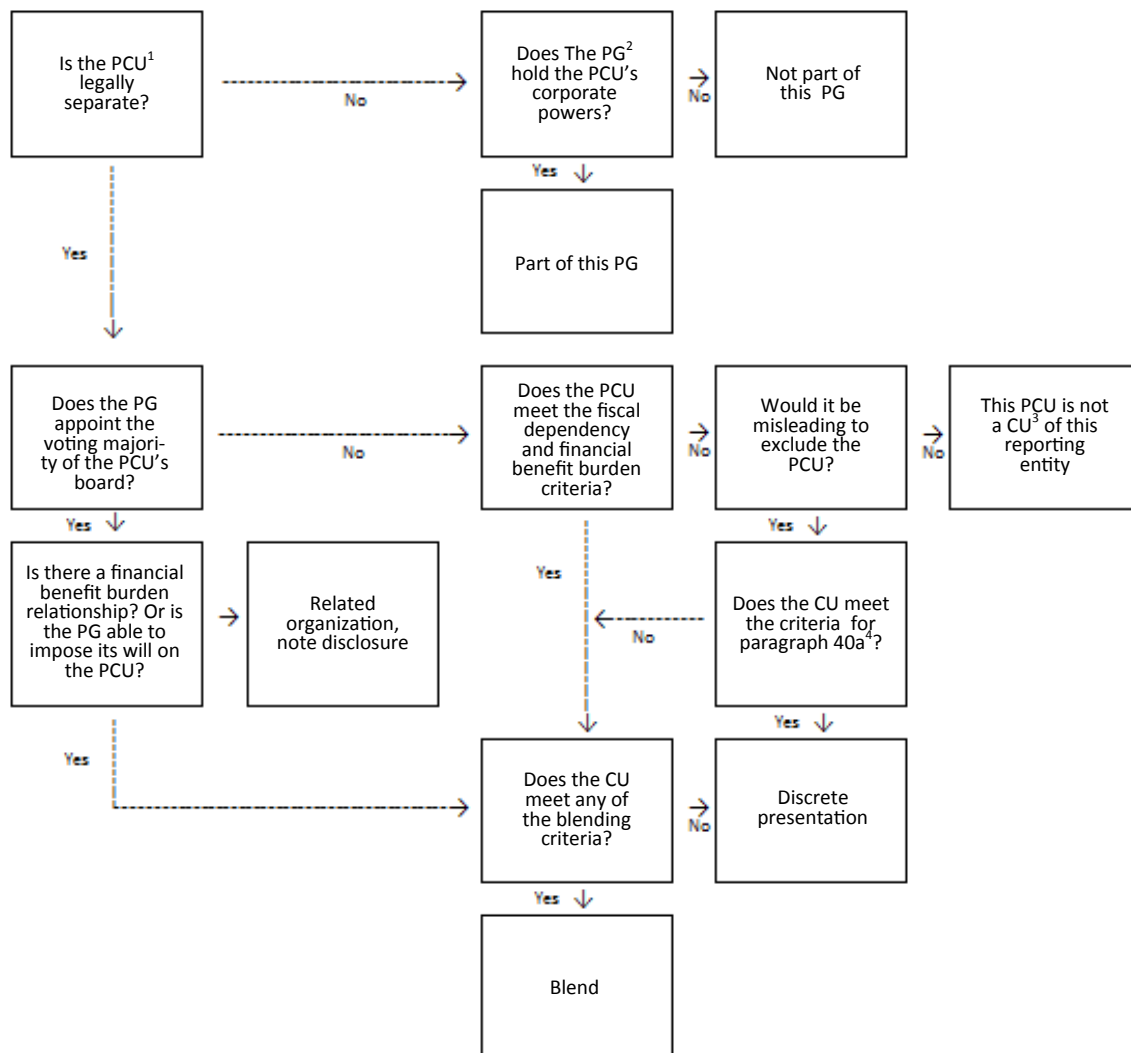 Is the PCU¹
legally
separate?
No
Does The PG²
hold the PCU’s
corporate
powers?
No
Not part of
this PG
Yes
Part of this PG
Yes
Does the PG
appoint the
voting majori-
ty of the PCU’s
board?
No
Does the PCU
meet the fiscal
dependency
and financial
benefit burden
criteria?
No
Would it be
misleading to
exclude the
PCU?
No
This PCU is not
a CU³ of this
reporting
entity
Yes
Is there a financial
benefit burden
relationship? Or is
the PG able to
impose its will on
the PCU?
Related
organization,
note disclosure
Yes
Yes
Does the CU meet
the criteria for
paragraph 40a⁴?
No
Yes
Yes
Does the CU
meet any of
the blending
criteria?
No
Discrete
presentation
Yes
Blend